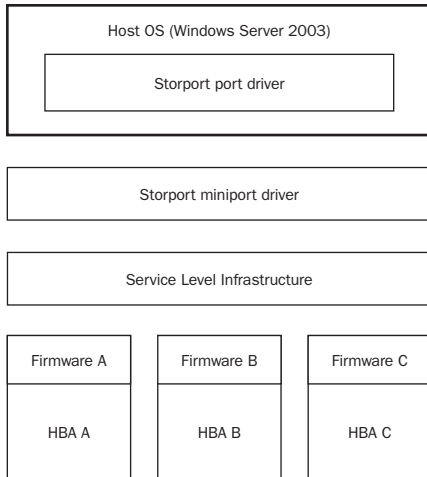 Host OS (Windows Server 2003)
Storport port driver
Storport miniport driver
Service Level Infrastructure
Firmware A
Firmware B
Firmware C
HBA A
HBA B
HBA C